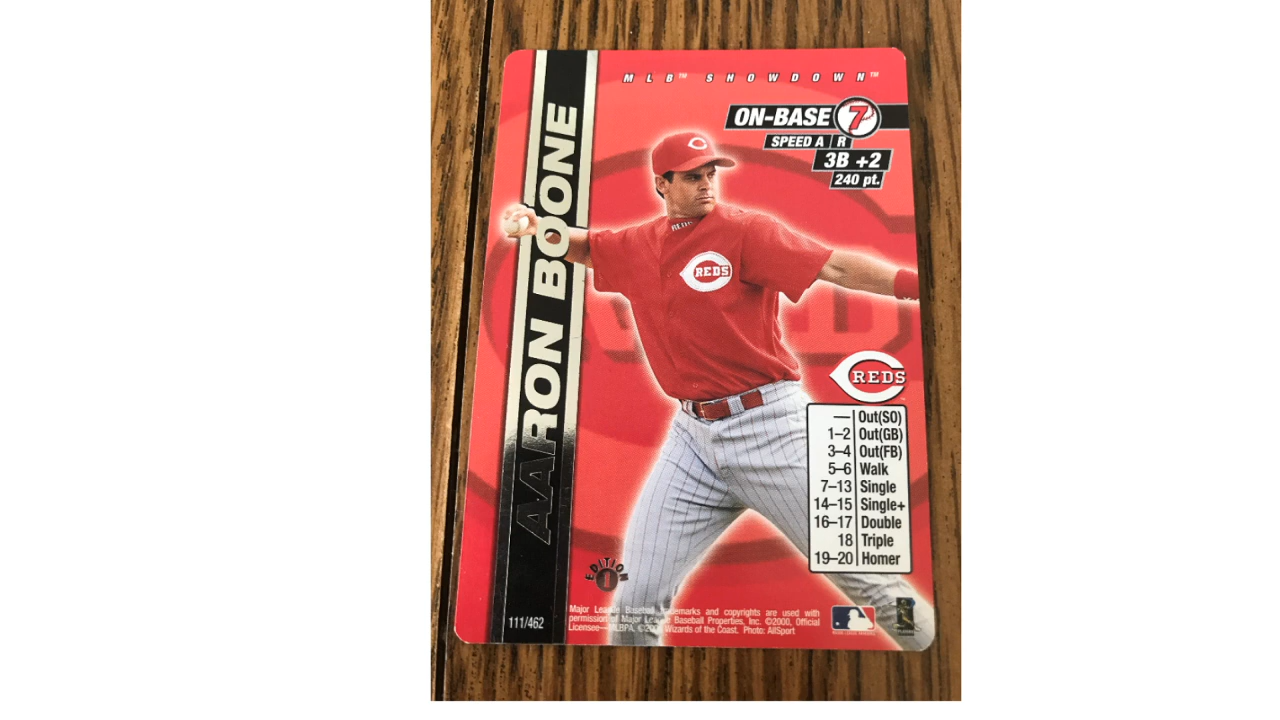 MLB™ SHOWDOWN™
ON-BASE 7
SPEED A R
3B +2
240 pt.
AARON BOONE
REDS
REDS
REDS
— Out(SO)
1–2 Out(GB)
3–4 Out(FB)
5–6 Walk
7–13 Single
14–15 Single+
16–17 Double
18 Triple
19–20 Homer
EDITION
1
111/462
Major League Baseball trademarks and copyrights are used with
permission of Major League Baseball Properties, Inc. ©2000, Official
Licensee—MLBPA. ©2000 Wizards of the Coast. Photo: AllSport